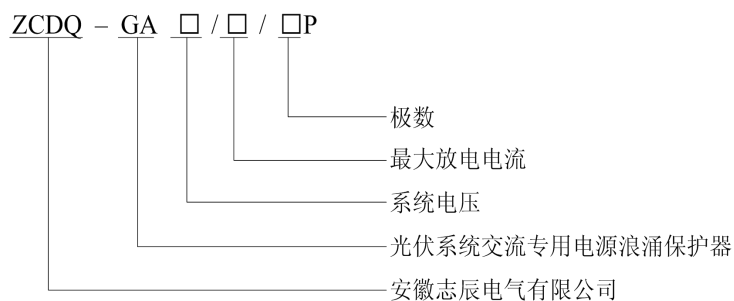 ZCDQ – GA □ / □ / □P
极数
最大放电电流
系统电压
光伏系统交流专用电源浪涌保护器
安徽志辰电气有限公司